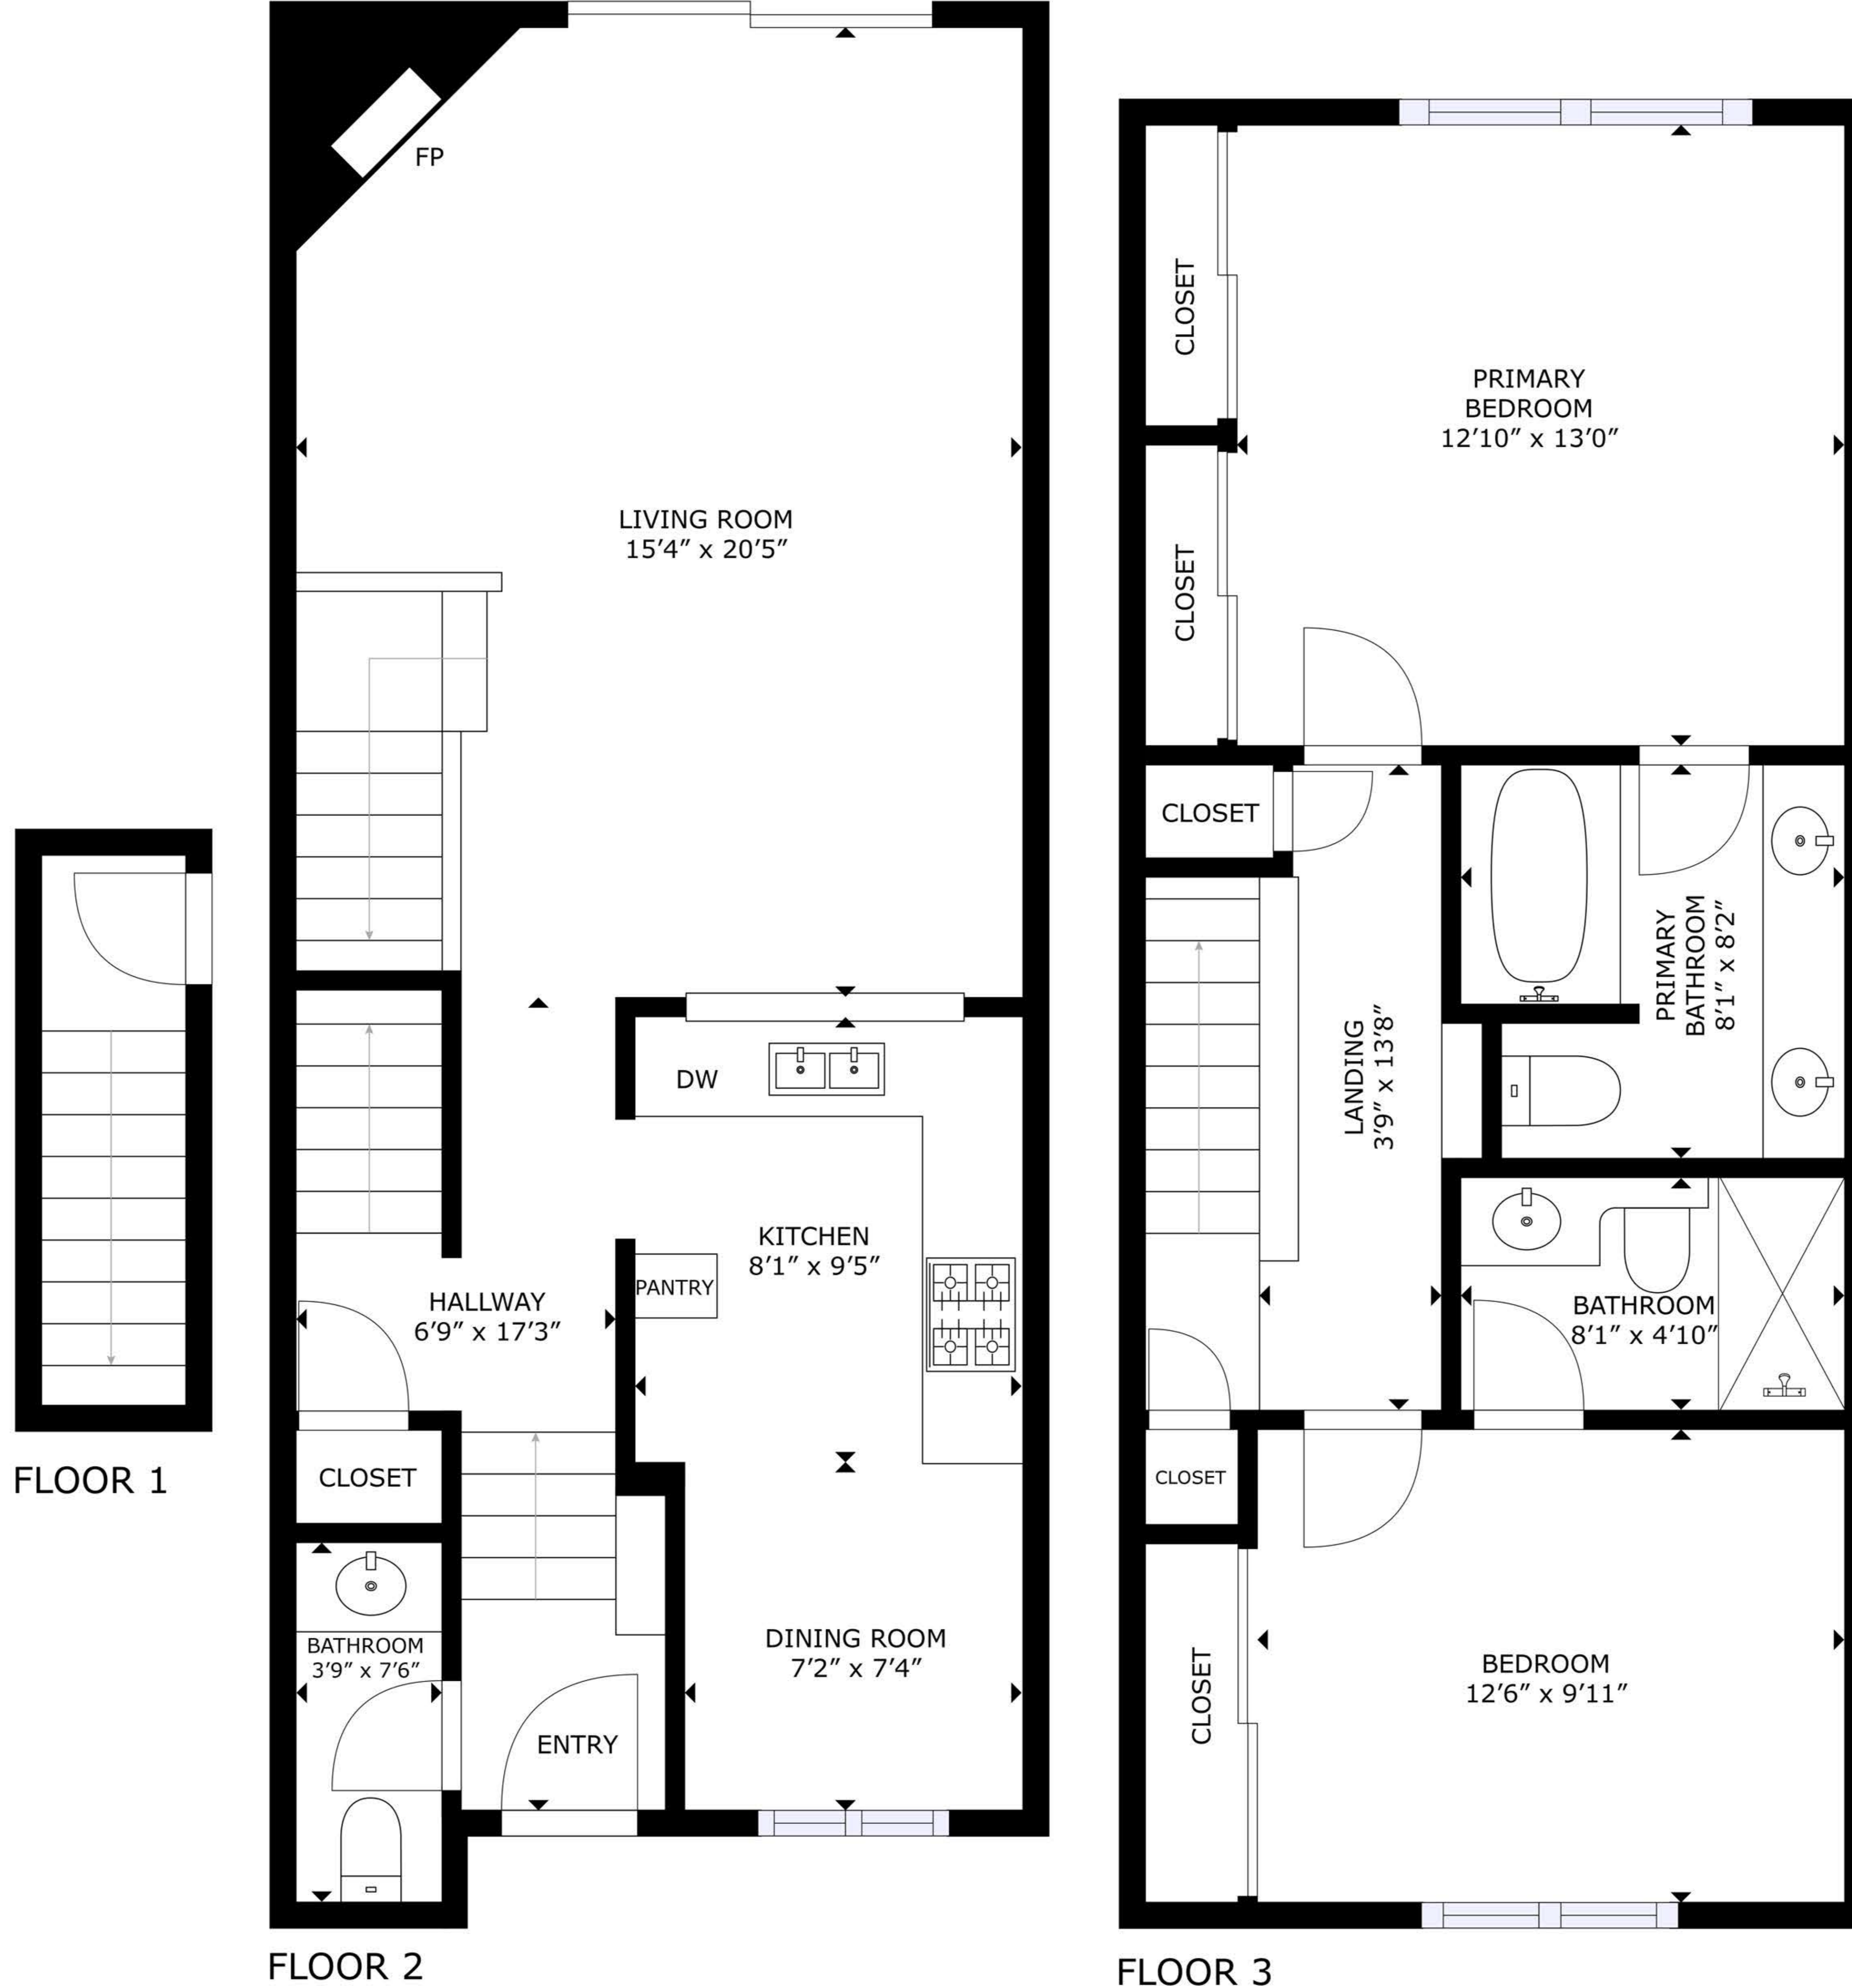 FLOOR 1
FP
LIVING ROOM
15′4″ x 20′5″
DW
KITCHEN
8′1″ x 9′5″
PANTRY
HALLWAY
6′9″ x 17′3″
CLOSET
BATHROOM
3′9″ x 7′6″
ENTRY
DINING ROOM
7′2″ x 7′4″
FLOOR 2
CLOSET
PRIMARY
BEDROOM
12′10″ x 13′0″
CLOSET
CLOSET
PRIMARY
BATHROOM
8′1″ x 8′2″
LANDING
3′9″ x 13′8″
BATHROOM
8′1″ x 4′10″
CLOSET
CLOSET
BEDROOM
12′6″ x 9′11″
FLOOR 3